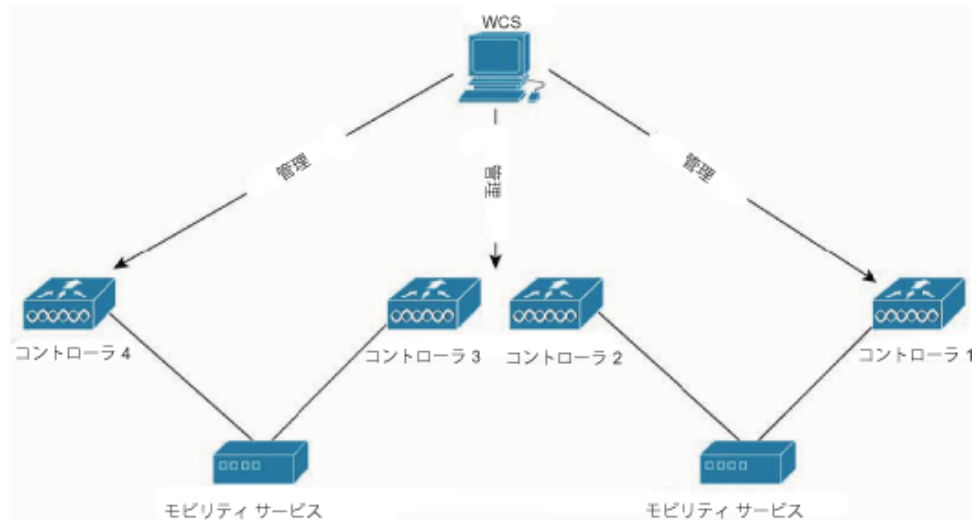 WCS
管理
管理
管理
コントローラ 4
コントローラ 3
コントローラ 2
コントローラ 1
モビリティ サービス
モビリティ サービス